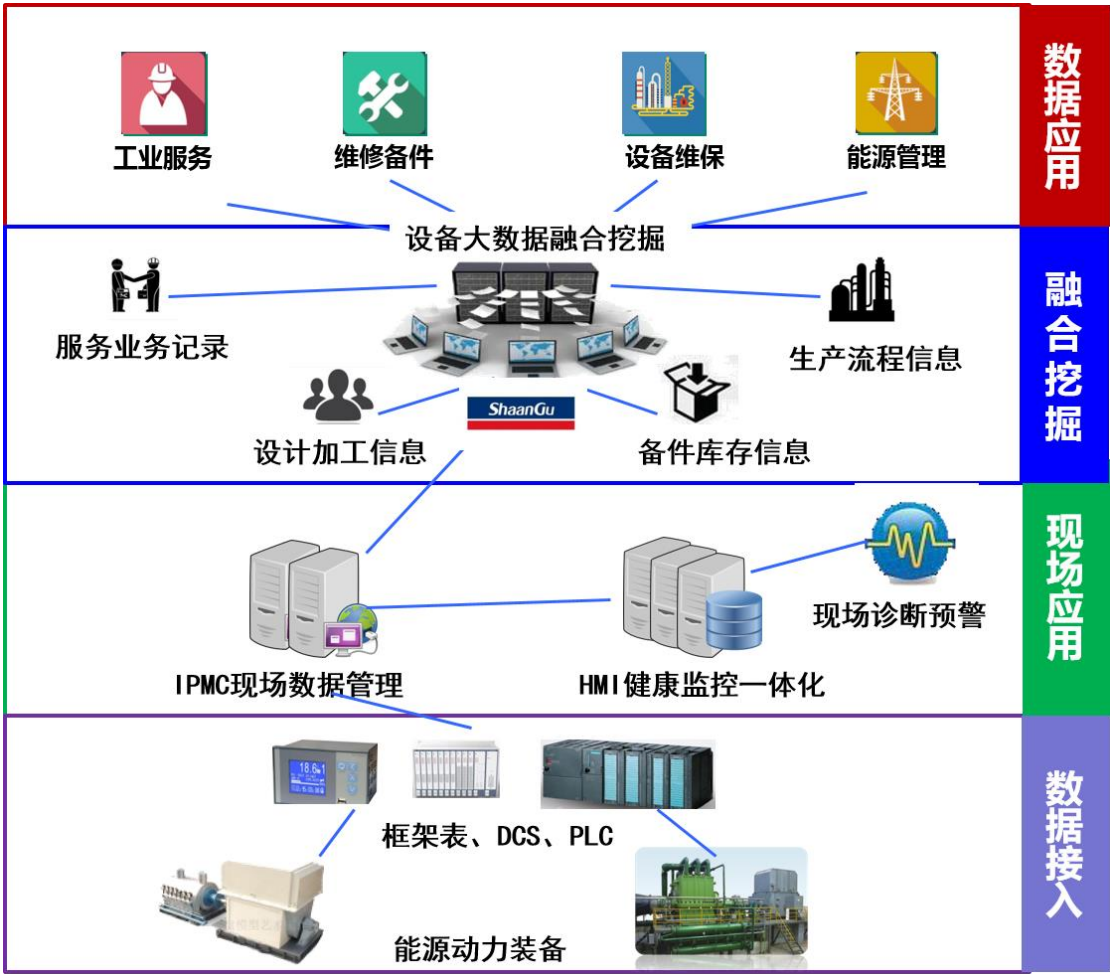 数据应用
工业服务
维修备件
设备维保
能源管理
设备大数据融合挖掘
融合挖掘
服务业务记录
生产流程信息
ShaanGu
设计加工信息
备件库存信息
现场应用
现场诊断预警
IPMC现场数据管理
HMI健康监控一体化
数据接入
18.6
框架表、DCS、PLC
能源动力装备